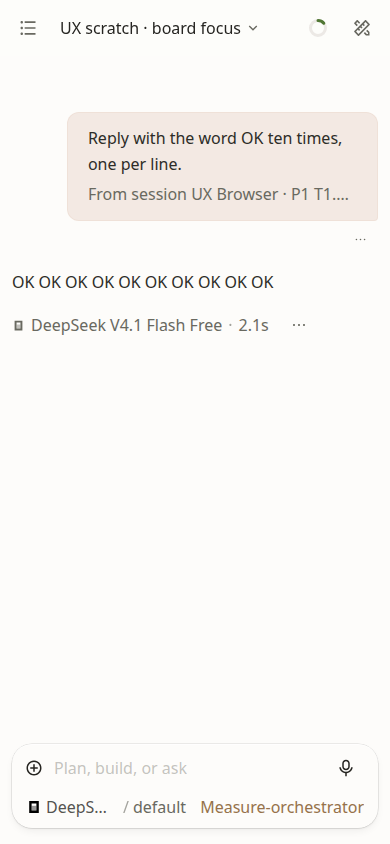 UX scratch · board focus
Reply with the word OK ten times,
one per line.
From session UX Browser · P1 T1....
...
OK OK OK OK OK OK OK OK OK OK
DeepSeek V4.1 Flash Free · 2.1s ...
Plan, build, or ask
DeepS... / default Measure-orchestrator